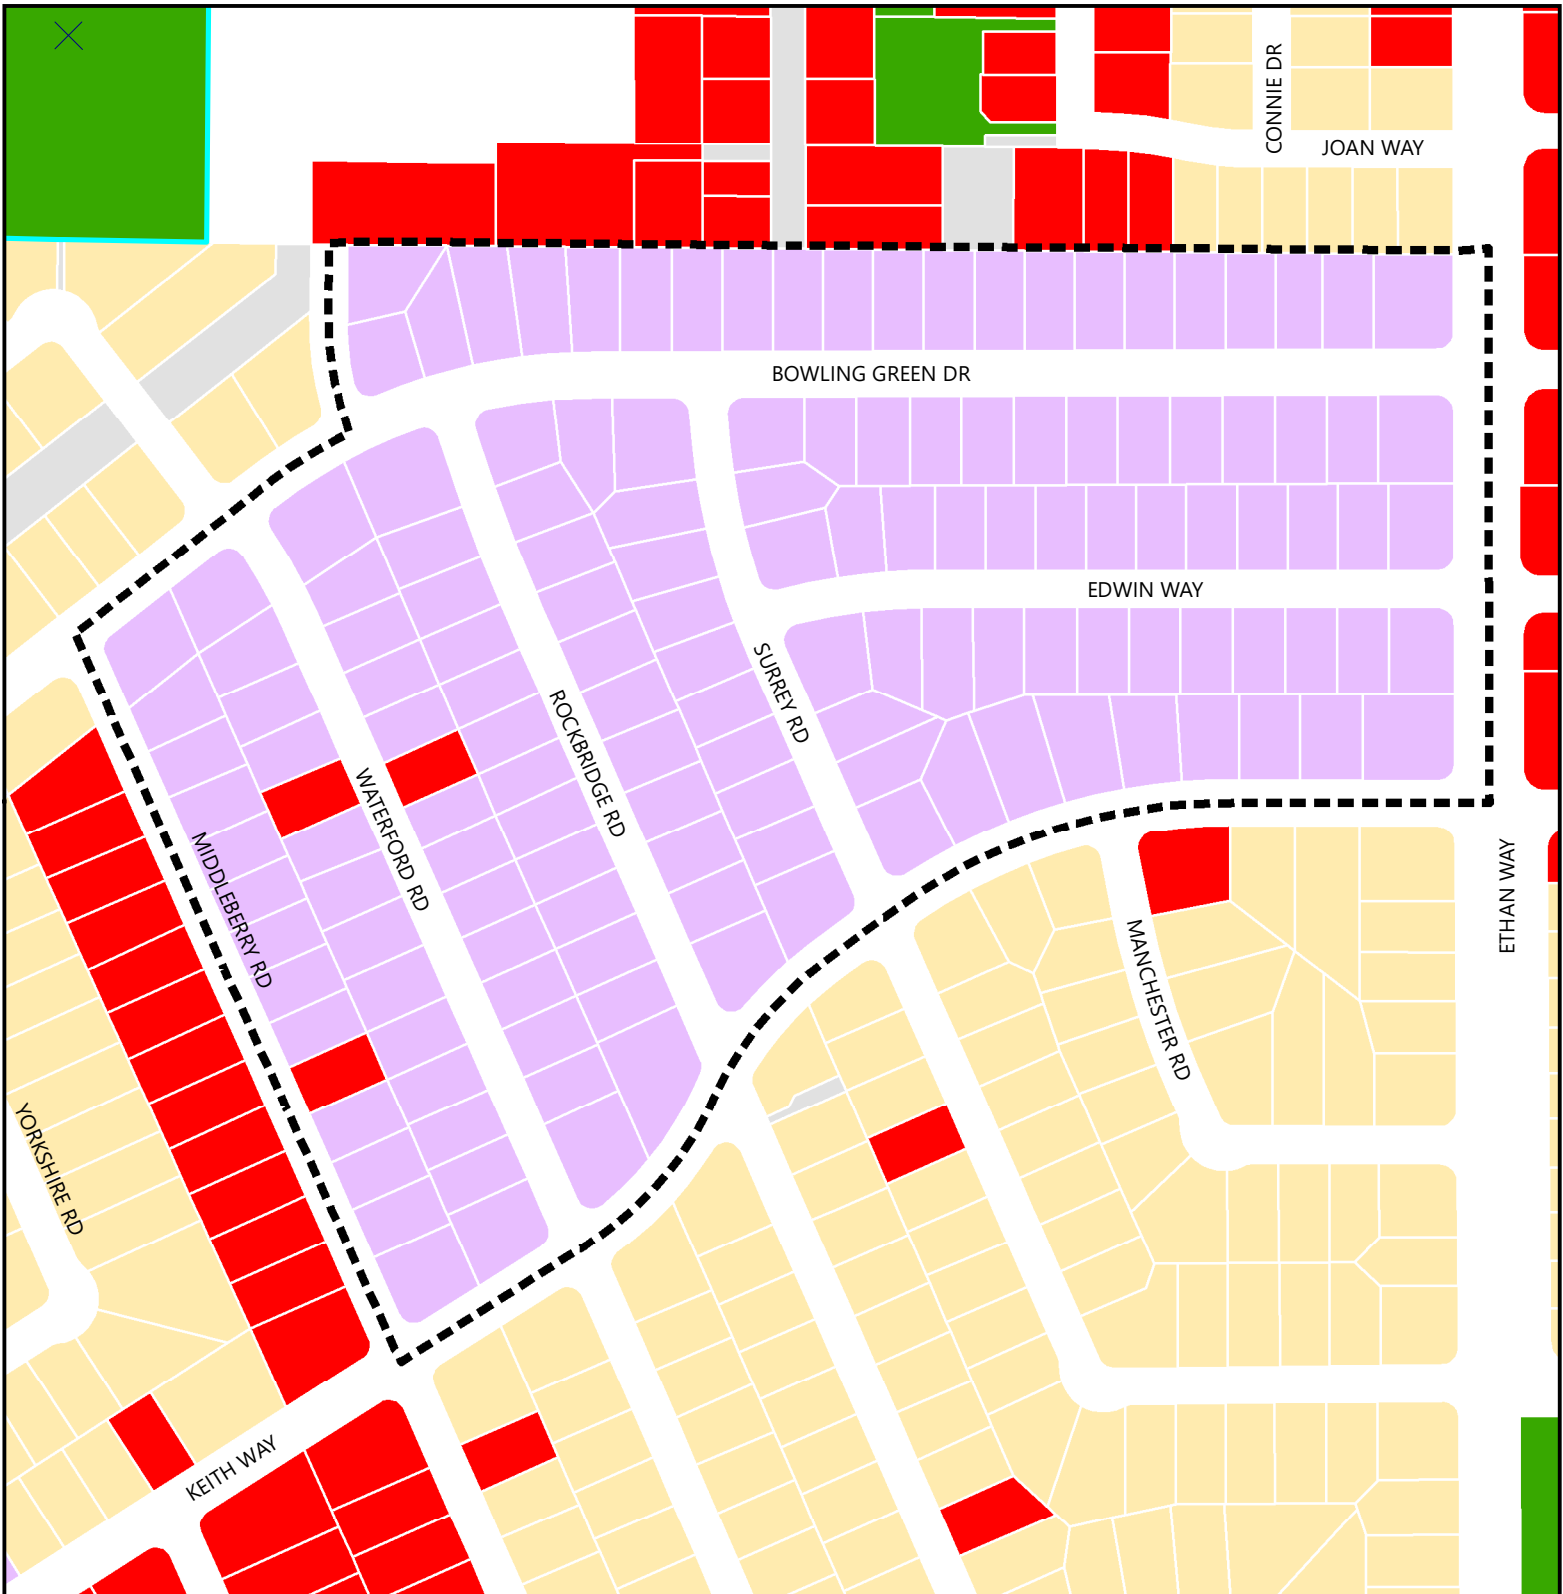 CONNIE DR
JOAN WAY
BOWLING GREEN DR
EDWIN WAY
SURREY RD
ROCKBRIDGE RD
WATERFORD RD
MIDDLEBERRY RD
ETHAN WAY
MANCHESTER RD
YORKSHIRE RD
KEITH WAY